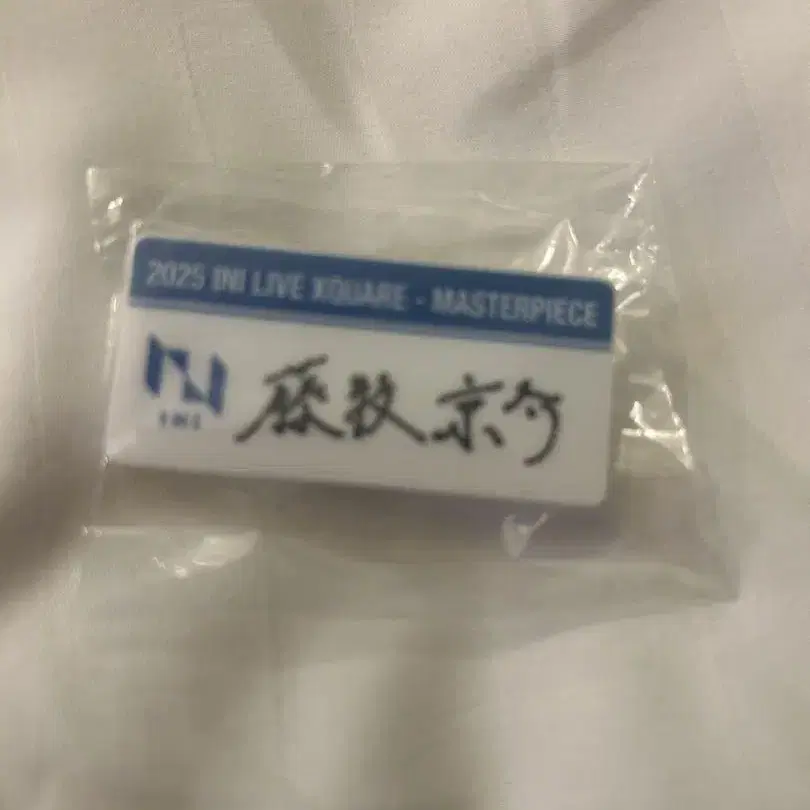 2025 INI LIVE XQUARE - MASTERPIECE
INI
藤牧京介